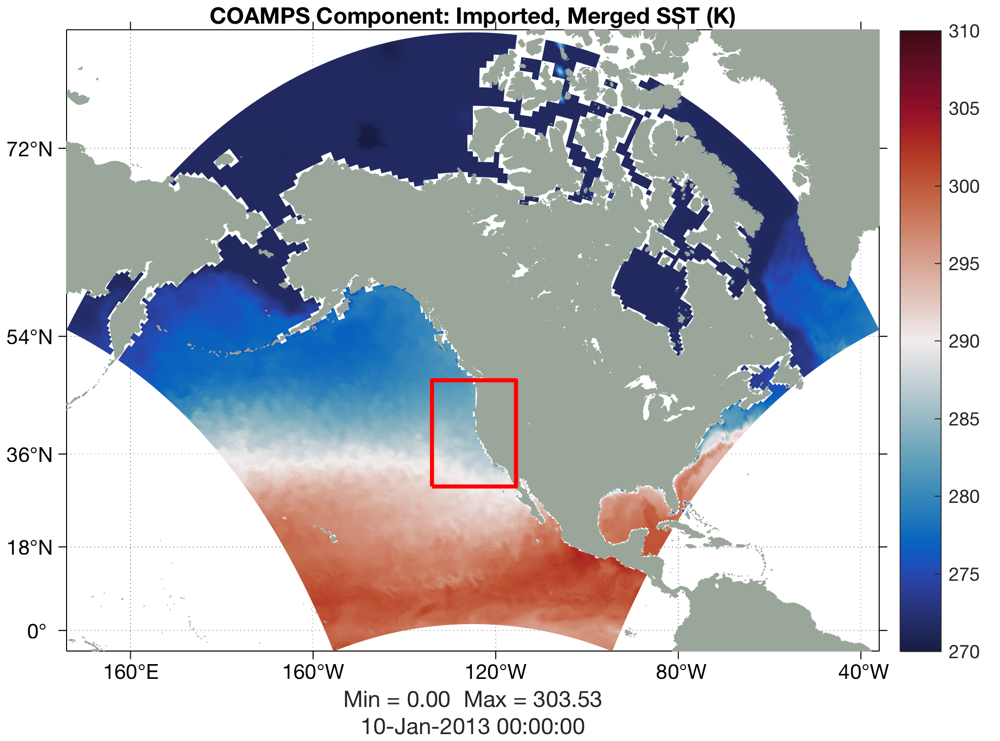 COAMPS Component: Imported, Merged SST (K)
310
305
300
295
290
285
280
275
270
72°N
54°N
36°N
18°N
0°
160°E
160°W
120°W
80°W
40°W
Min = 0.00 Max = 303.53
10-Jan-2013 00:00:00